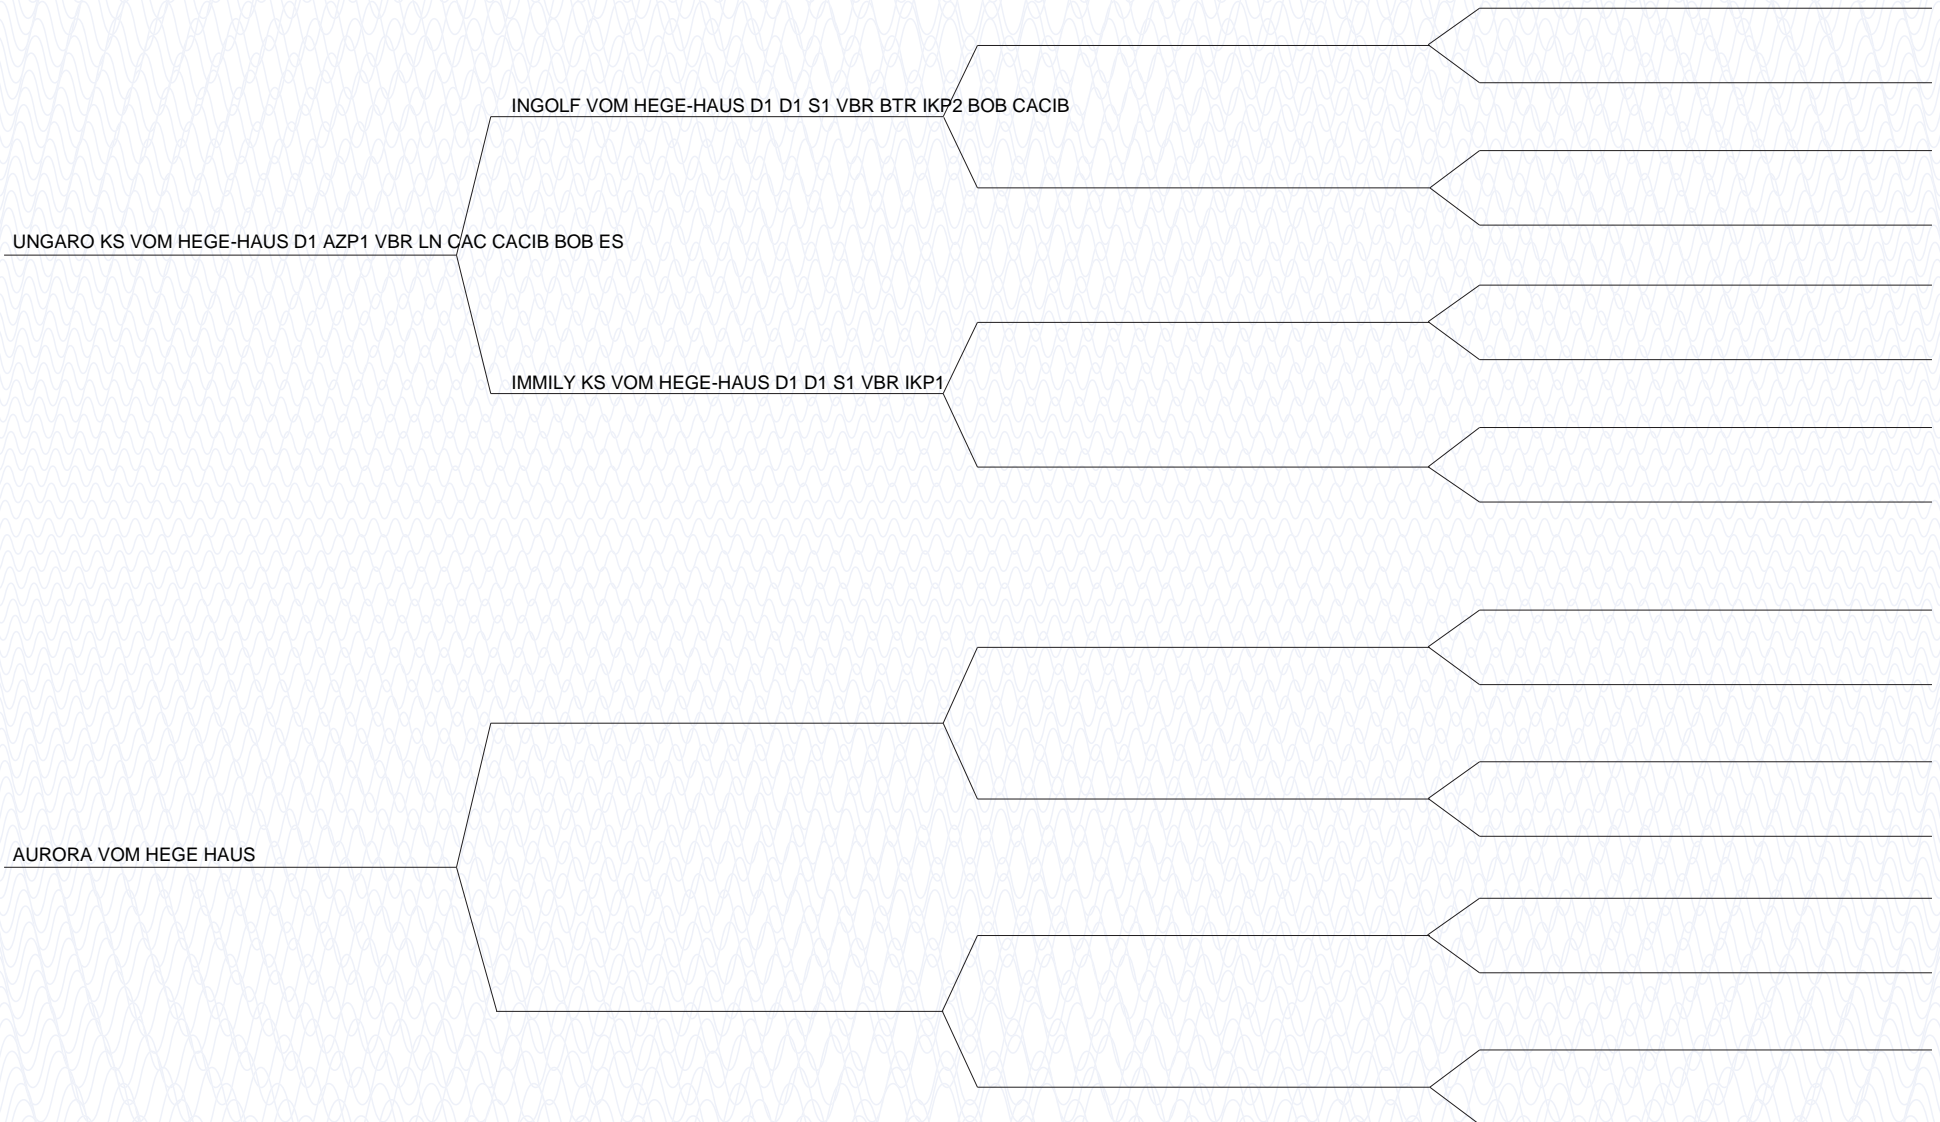 INGOLF VOM HEGE-HAUS D1 D1 S1 VBR BTR IKP2 BOB CACIB
UNGARO KS VOM HEGE-HAUS D1 AZP1 VBR LN CAC CACIB BOB ES
IMMILY KS VOM HEGE-HAUS D1 D1 S1 VBR IKP1
AURORA VOM HEGE HAUS